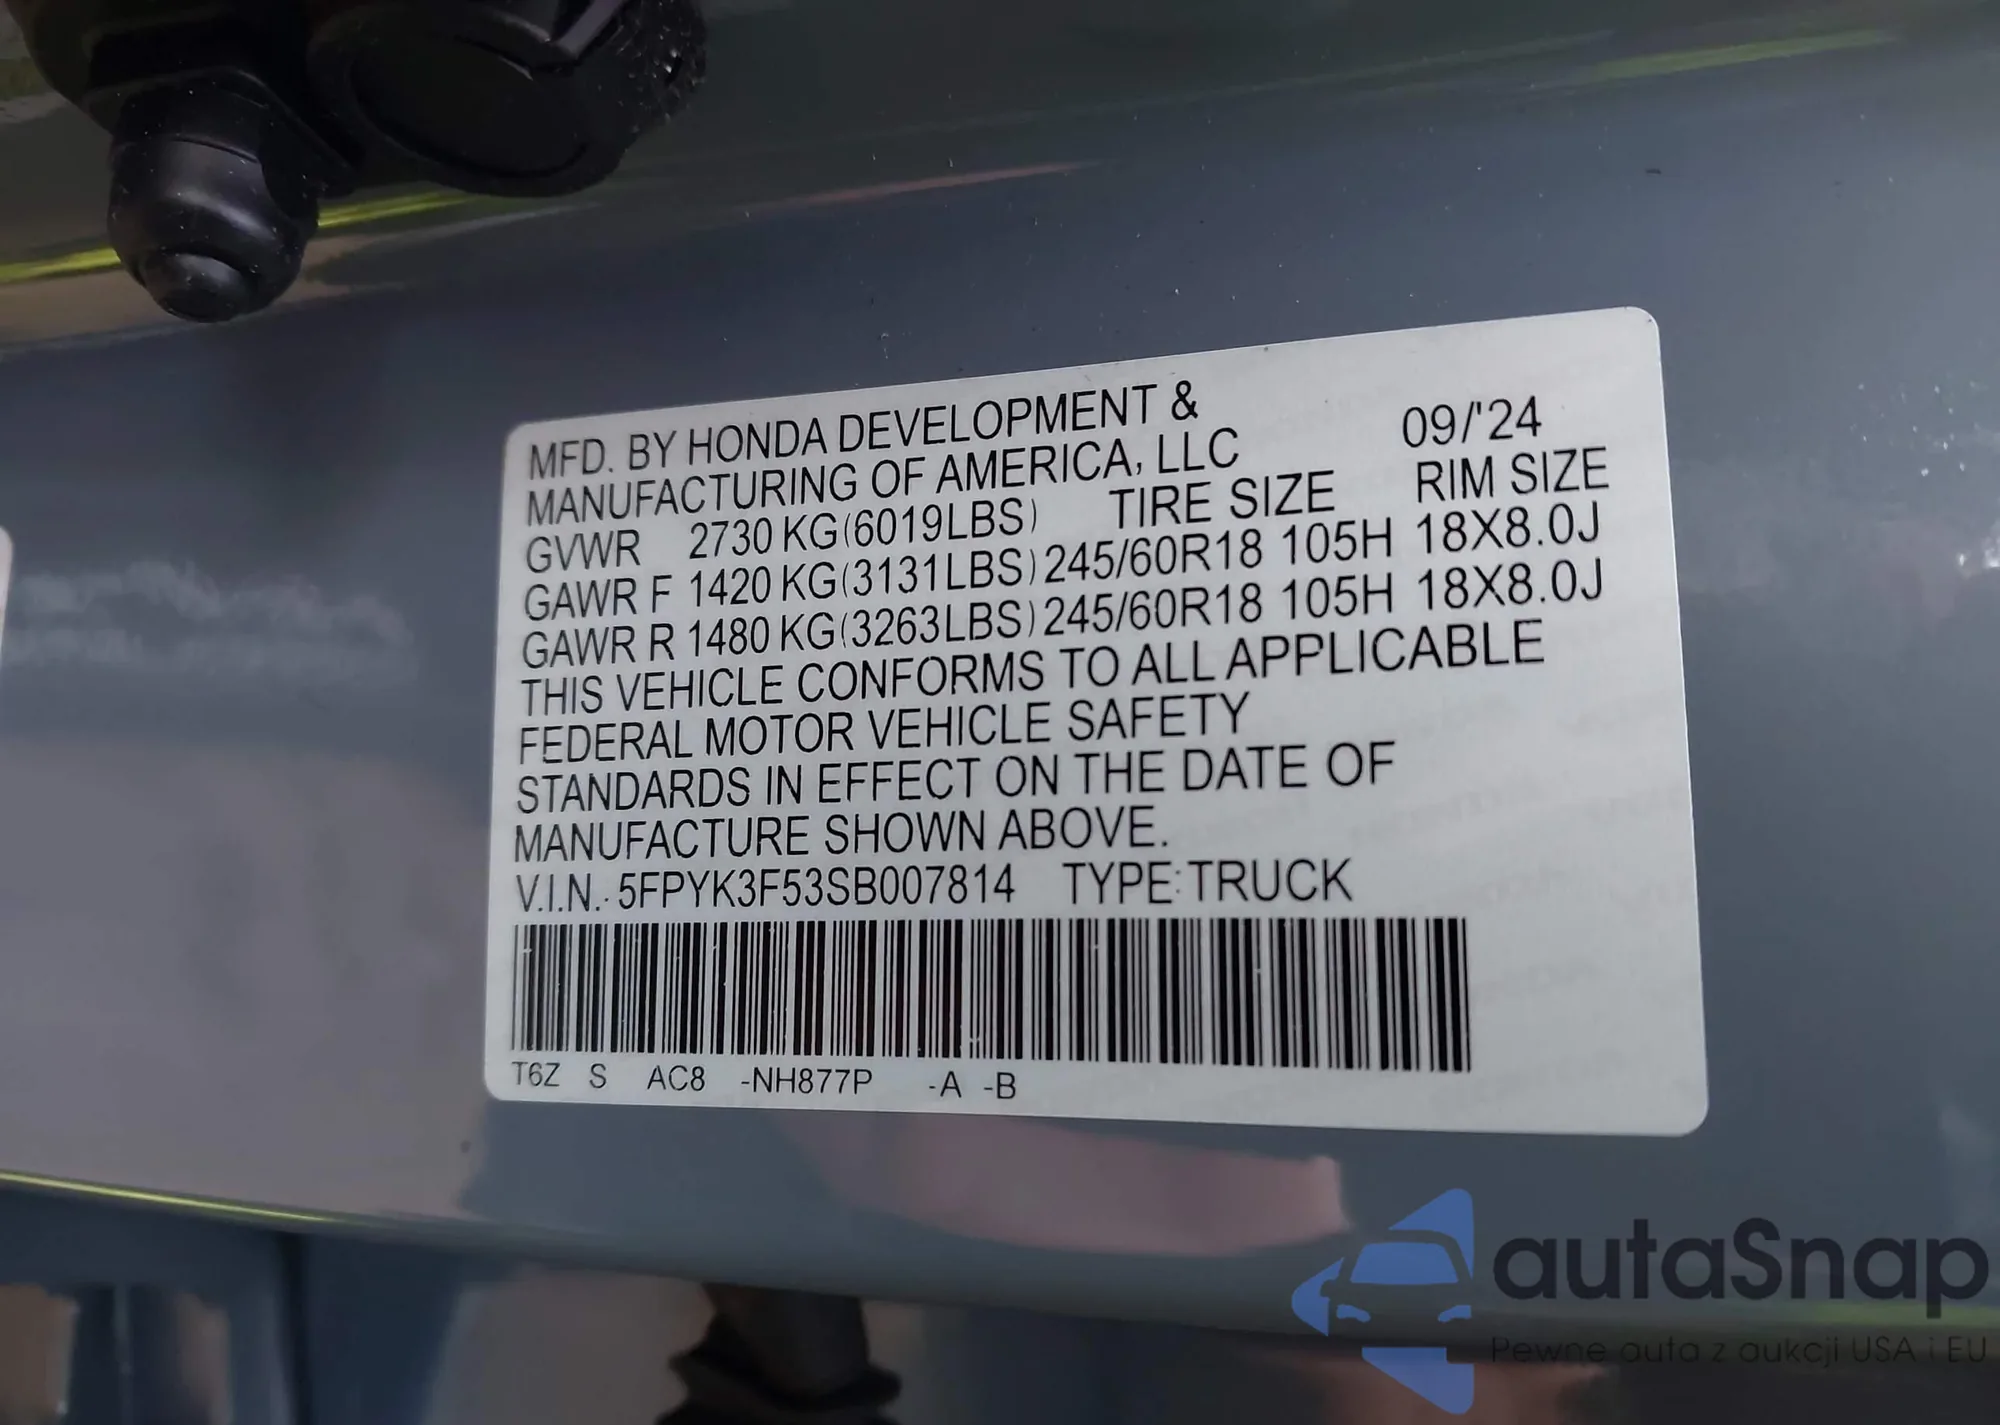 MFD. BY HONDA DEVELOPMENT &
MANUFACTURING OF AMERICA, LLC 09/'24
GVWR 2730 KG(6019LBS) TIRE SIZE RIM SIZE
GAWR F 1420 KG(3131LBS) 245/60R18 105H 18X8.0J
GAWR R 1480 KG(3263LBS) 245/60R18 105H 18X8.0J
THIS VEHICLE CONFORMS TO ALL APPLICABLE
FEDERAL MOTOR VEHICLE SAFETY
STANDARDS IN EFFECT ON THE DATE OF
MANUFACTURE SHOWN ABOVE.
V.I.N.: 5FPYK3F53SB007814 TYPE:TRUCK
T6Z S AC8 -NH877P -A -B
autaSnap
Pewne auta z aukcji USA i EU